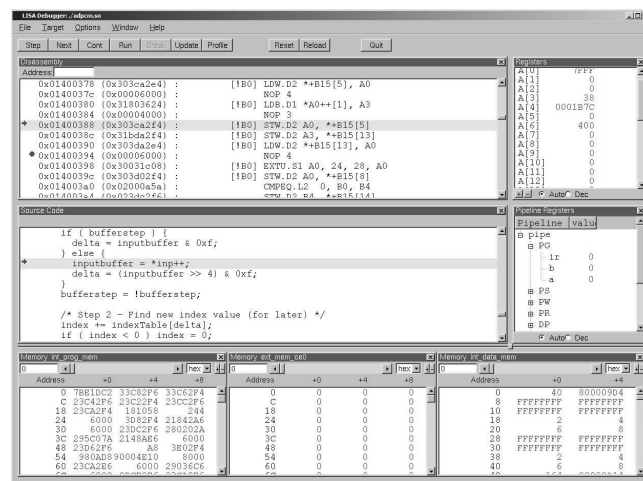 LISA Debugger: ./adpcm.so
File Target Options Window Help
Step Next Cont Run Break Update Profile Reset Reload Quit
Disassembly
Address:
0x01400378 (0x303ca2e4) : [!B0] LDW.D2 *+B15[5], A0
0x0140037c (0x00006000) : NOP 4
0x01400380 (0x31803624) : [!B0] LDB.D1 *A0++[1], A3
0x01400384 (0x00004000) : NOP 3
0x01400388 (0x303ca2f4) : [!B0] STW.D2 A0, *+B15[5]
0x0140038c (0x31bda2f4) : [!B0] STW.D2 A3, *+B15[13]
0x01400390 (0x303da2e4) : [!B0] LDW.D2 *+B15[13], A0
0x01400394 (0x00006000) : NOP 4
0x01400398 (0x30031c08) : [!B0] EXTU.S1 A0, 24, 28, A0
0x0140039c (0x303d02f4) : [!B0] STW.D2 A0, *+B15[8]
0x014003a0 (0x02000a5a) : CMPEQ.L2 0, B0, B4
0x014003a4 (0x023dc2f6) : STW.D2 B4, *+B15[14]
Registers
A[0] 7FFF
A[1] 0
A[2] 0
A[3] 38
A[4] 0001B7C
A[5] 0
A[6] 400
A[7] 0
A[8] 0
A[9] 0
A[10] 0
A[11] 0
A[12] 0
Auto Dec
Source Code
if ( bufferstep ) {
delta = inputbuffer & 0xf;
} else {
inputbuffer = *inp++;
delta = (inputbuffer >> 4) & 0xf;
}
bufferstep = !bufferstep;
/* Step 2 - Find new index value (for later) */
index += indexTable[delta];
if ( index < 0 ) index = 0;
Pipeline Registers
Pipeline valu
pipe
PG
ir 0
b 0
a 0
PS
PW
PR
DP
Auto Dec
Memory int_prog_mem
0 hex
Address +0 +4 +8
0 7BE1DC2 33C82F6 33C62F4
C 23C42F6 23C22F4 23CC2F6
18 23CA2F4 181058 244
24 6000 3D82F4 21842A6
30 6000 23DC2F6 280202A
3C 295C07A 2148AE6 6000
48 23D62F6 A8 3E02F4
54 980AD8 90004E10 8000
60 23CA2E6 6000 29036C6
Memory ext_mem_ce0
0 hex
Address +0 +4 +8
0 0 0 0
C 0 0 0
18 0 0 0
24 0 0 0
30 0 0 0
3C 0 0 0
48 0 0 0
54 0 0 0
60 0 0 0
Memory int_data_mem
0 hex
Address +0 +4
0 40 800009D4
8 FFFFFFFF FFFFFFFF
10 FFFFFFFF FFFFFFFF
18 2 4
20 6 8
28 FFFFFFFF FFFFFFFF
30 FFFFFFFF FFFFFFFF
38 2 4
40 6 8